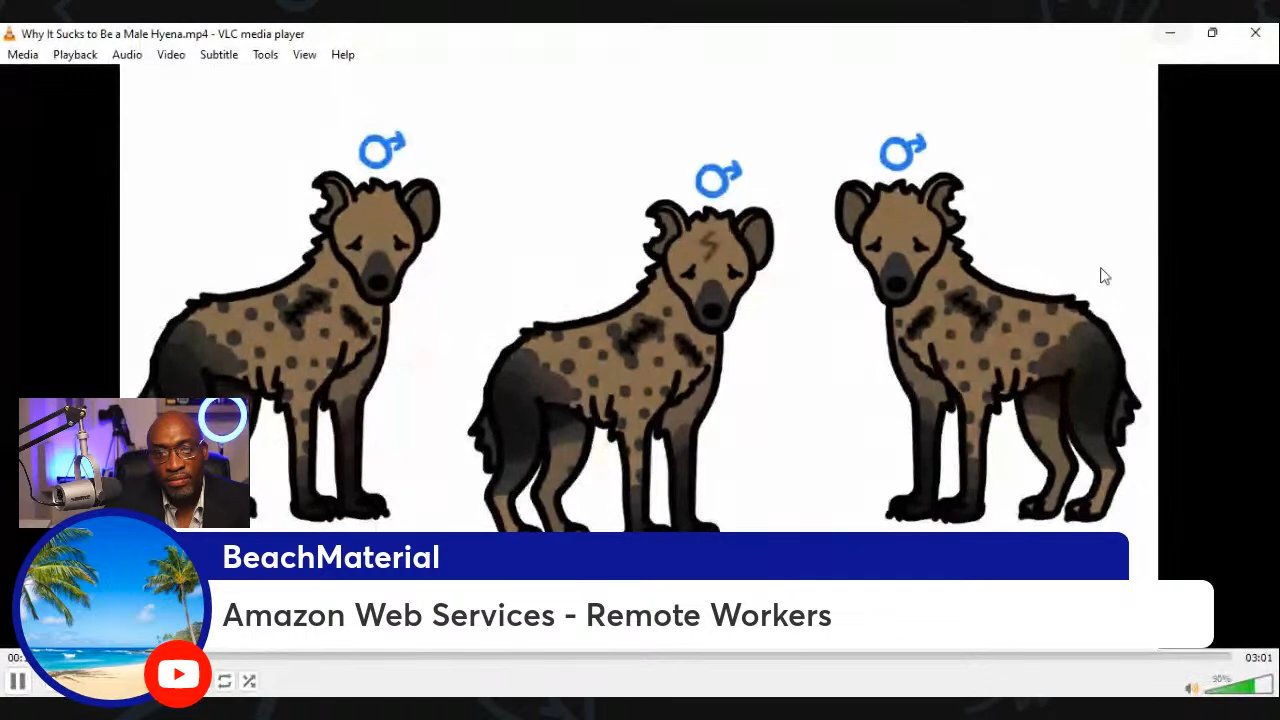 Why It Sucks to Be a Male Hyena.mp4 - VLC media player
Media Playback Audio Video Subtitle Tools View Help
BeachMaterial
Amazon Web Services - Remote Workers
03:01
90%